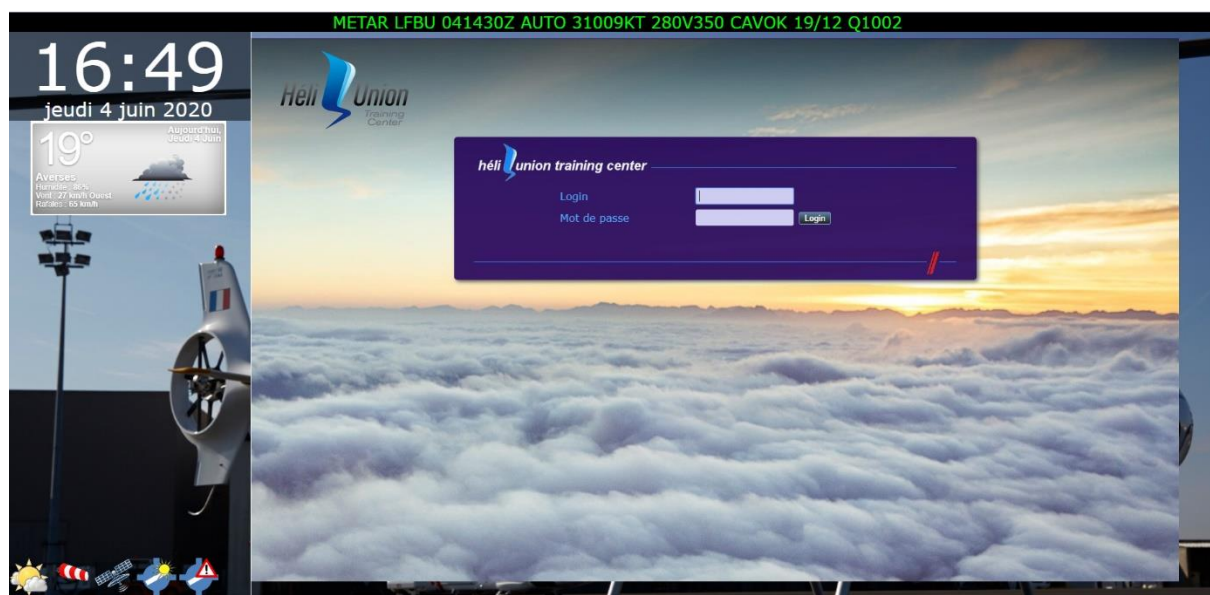 METAR LFBU 041430Z AUTO 31009KT 280V350 CAVOK 19/12 Q1002
16:49
jeudi 4 juin 2020
19°
Aujourd'hui,
Jeudi 4 Juin
Averses
Humidité : 86%
Vent : 27 km/h Ouest
Rafales : 65 km/h
Héli Union
Training
Center
héli union training center
Login
Mot de passe
Login